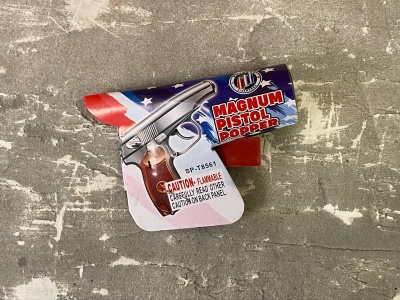 MAGNUM
PISTOL
POPPER
SP-T8561
CAUTION- FLAMMABLE
CAREFULLY READ OTHER
CAUTION ON BACK PANEL.